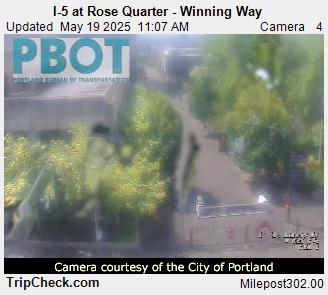 I-5 at Rose Quarter - Winning Way
Updated May 19 2025 11:07 AM Camera 4
PBOT
PORTLAND BUREAU OF TRANSPORTATION
Camera courtesy of the City of Portland
TripCheck.com Milepost302.00